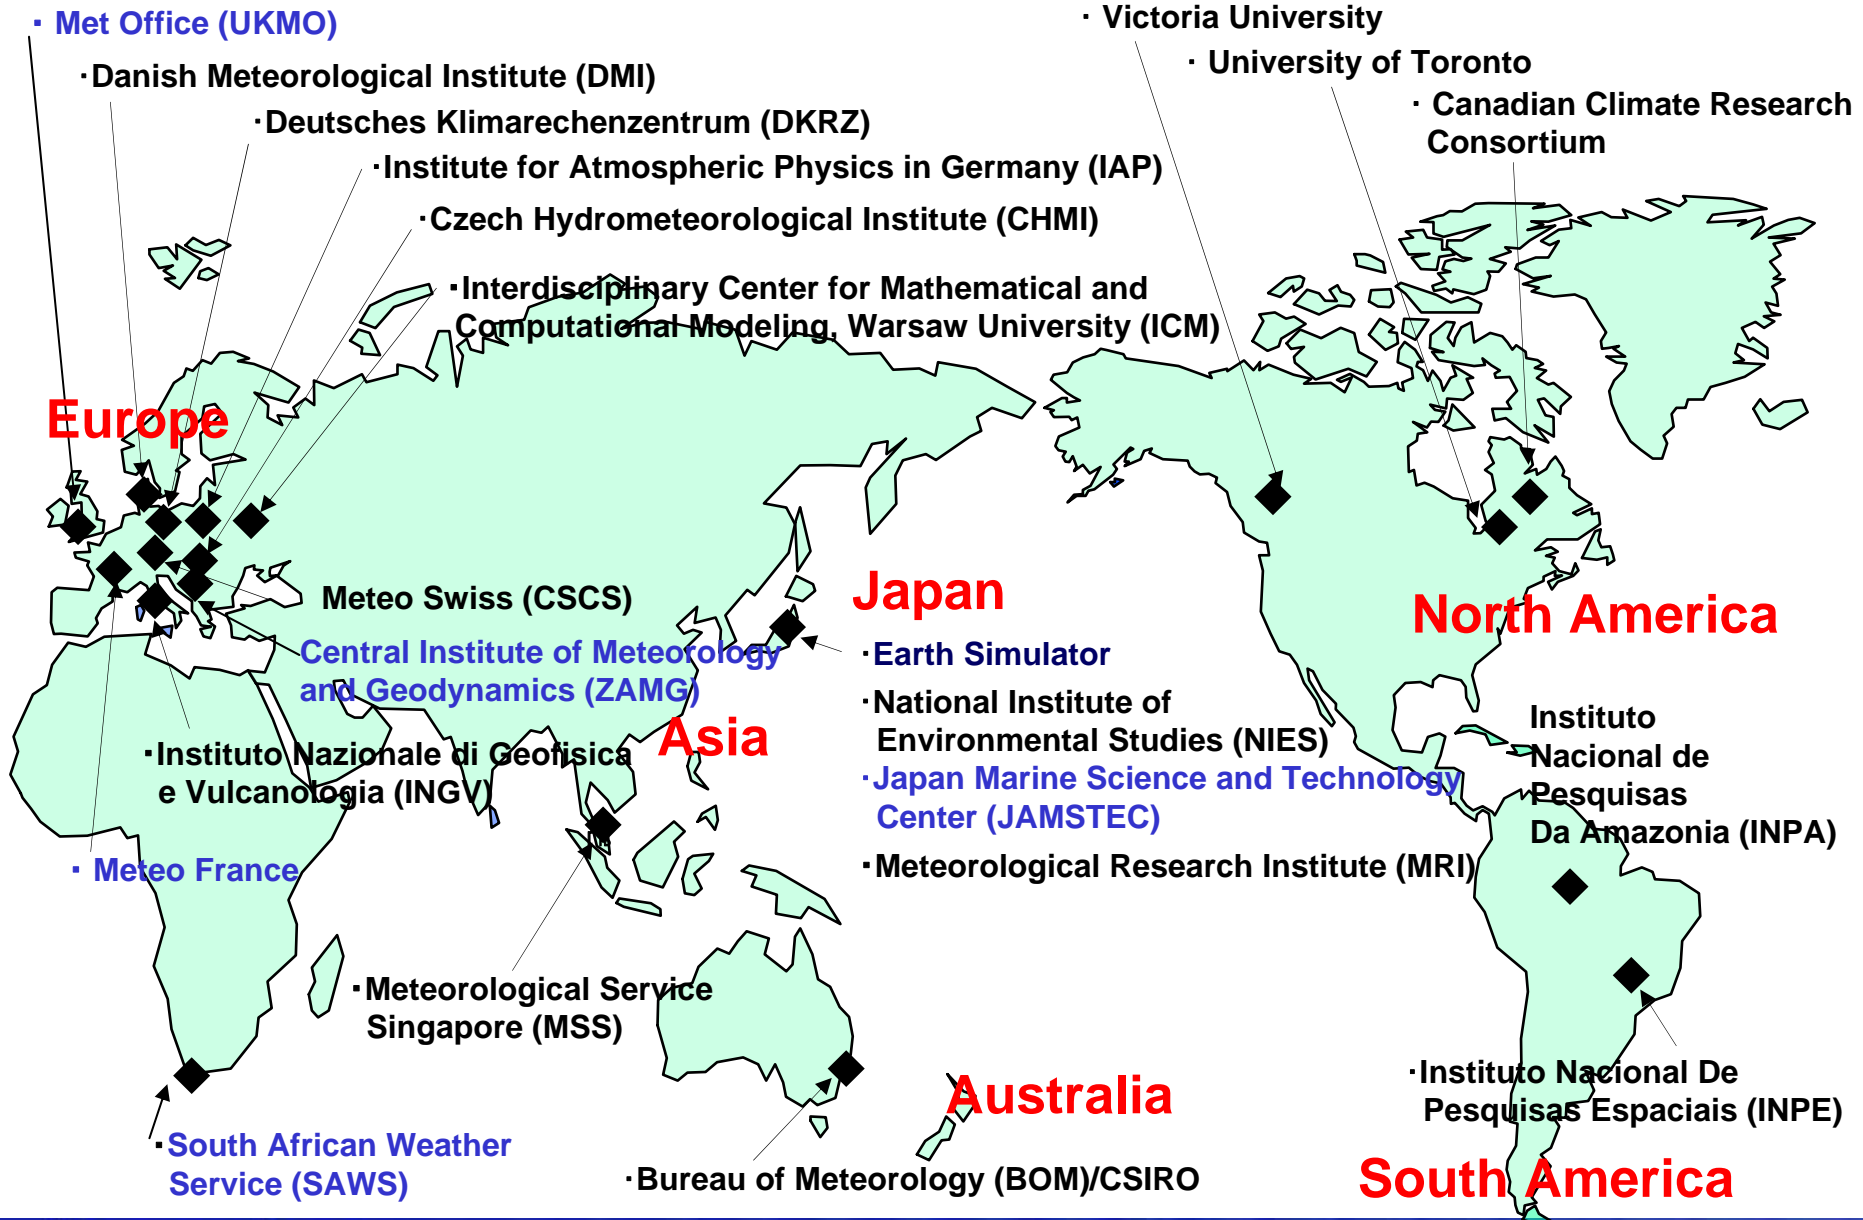 · Met Office (UKMO)
·Danish Meteorological Institute (DMI)
·Deutsches Klimarechenzentrum (DKRZ)
·Institute for Atmospheric Physics in Germany (IAP)
·Czech Hydrometeorological Institute (CHMI)
·Interdisciplinary Center for Mathematical and
Computational Modeling, Warsaw University (ICM)
· Victoria University
· University of Toronto
· Canadian Climate Research
Consortium
Europe
Meteo Swiss (CSCS)
Central Institute of Meteorology
and Geodynamics (ZAMG)
·Instituto Nazionale di Geofisica
e Vulcanologia (INGV)
· Meteo France
Asia
·Meteorological Service
Singapore (MSS)
·South African Weather
Service (SAWS)
Japan
·Earth Simulator
·National Institute of
Environmental Studies (NIES)
·Japan Marine Science and Technology
Center (JAMSTEC)
·Meteorological Research Institute (MRI)
Australia
·Bureau of Meteorology (BOM)/CSIRO
North America
Instituto
Nacional de
Pesquisas
Da Amazonia (INPA)
·Instituto Nacional De
Pesquisas Espaciais (INPE)
South America